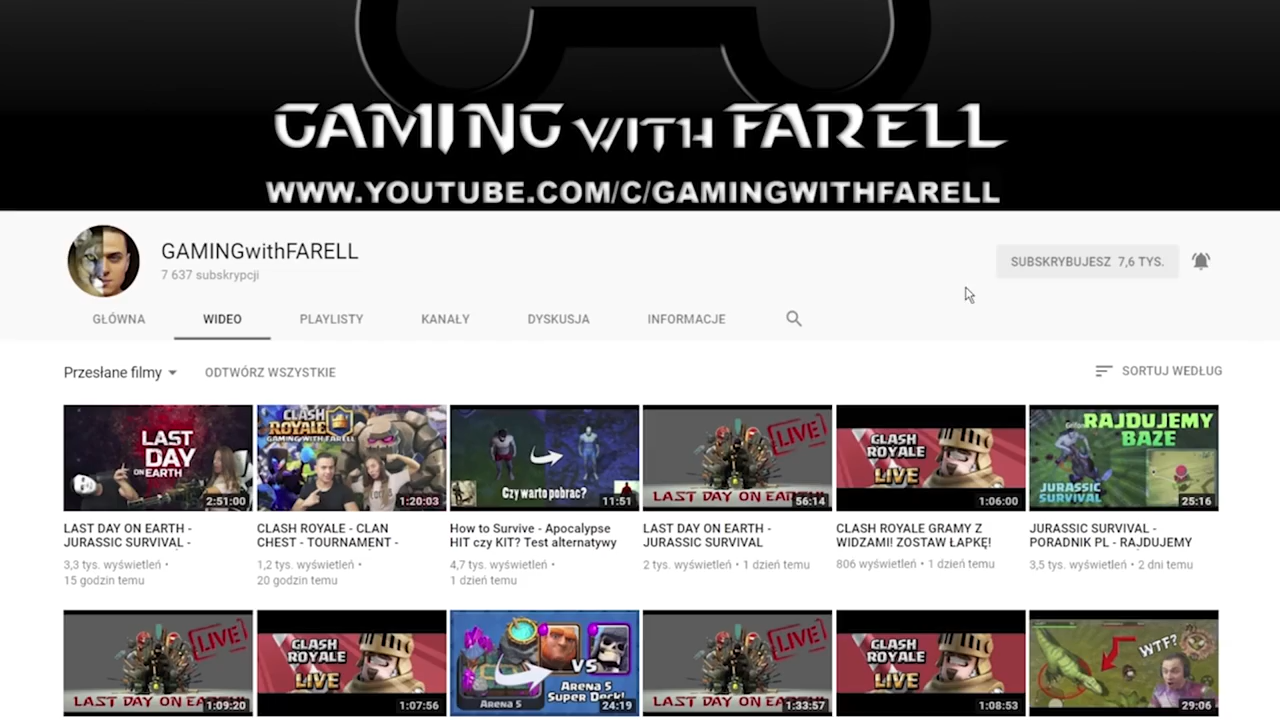 GAMING WITH FARELL
WWW.YOUTUBE.COM/C/GAMINGWITHFARELL
GAMINGwithFARELL
7 637 subskrypcji
SUBSKRYBUJESZ 7,6 TYS.
GŁÓWNA WIDEO PLAYLISTY KANAŁY DYSKUSJA INFORMACJE
Przesłane filmy ODTWÓRZ WSZYSTKIE SORTUJ WEDŁUG
LAST
DAY
ON EARTH
2:51:00
CLASH
ROYALE
GAMING WITH FARELL
1:20:03
Czy warto pobrac?
11:51
LIVE
LAST DAY ON EARTH
56:14
CLASH
ROYALE
LIVE
1:06:00
RAJDUJEMY
BAZE
JURASSIC
SURVIVAL
25:16
LAST DAY ON EARTH -
JURASSIC SURVIVAL -
3,3 tys. wyświetleń •
15 godzin temu
CLASH ROYALE - CLAN
CHEST - TOURNAMENT -
1,2 tys. wyświetleń •
20 godzin temu
How to Survive - Apocalypse
HIT czy KIT? Test alternatywy
4,7 tys. wyświetleń •
1 dzień temu
LAST DAY ON EARTH -
JURASSIC SURVIVAL
2 tys. wyświetleń • 1 dzień temu
CLASH ROYALE GRAMY Z
WIDZAMI! ZOSTAW ŁAPKĘ!
806 wyświetleń • 1 dzień temu
JURASSIC SURVIVAL -
PORADNIK PL - RAJDUJEMY
3,5 tys. wyświetleń • 2 dni temu
LIVE
LAST DAY ON EARTH
1:09:20
CLASH
ROYALE
LIVE
1:07:56
VS
Arena 5
Arena 5
Super Deck!
24:19
LIVE
LAST DAY ON EARTH
1:33:57
CLASH
ROYALE
LIVE
1:08:53
WTF?
29:06